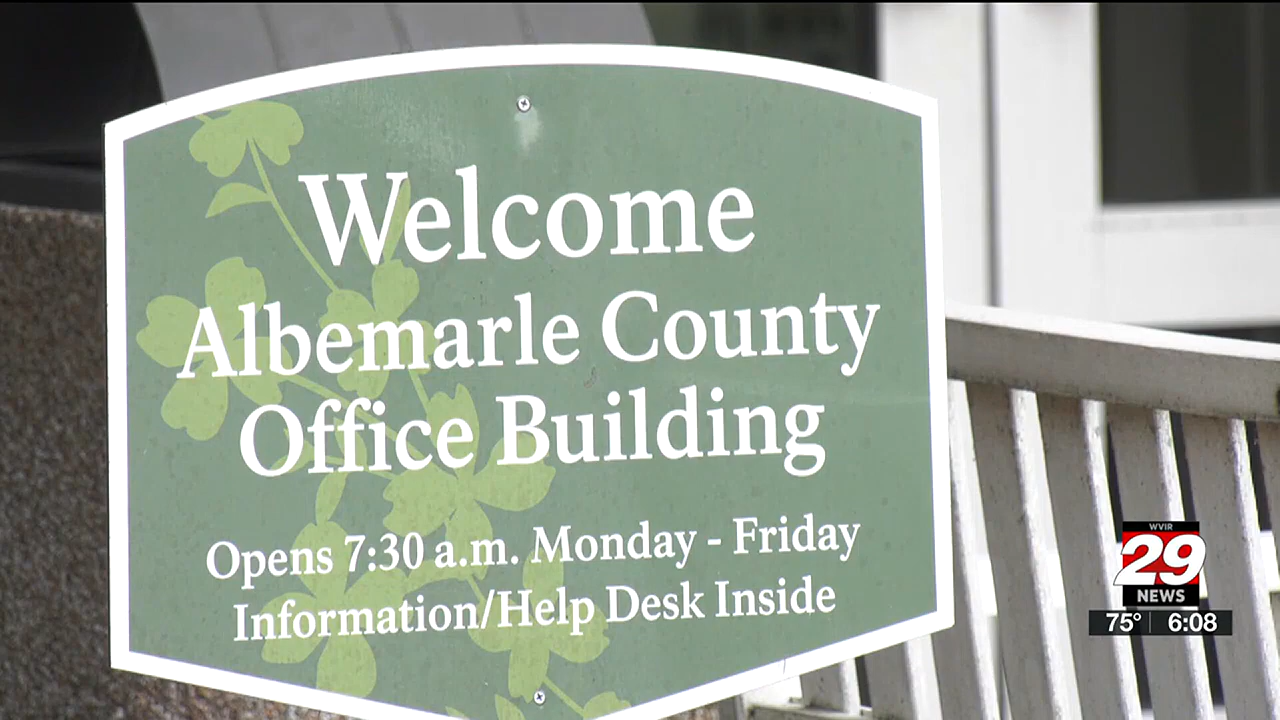 Welcome
Albemarle County
Office Building
Opens 7:30 a.m. Monday - Friday
Information/Help Desk Inside
WVIR
29
NEWS
75° 6:08